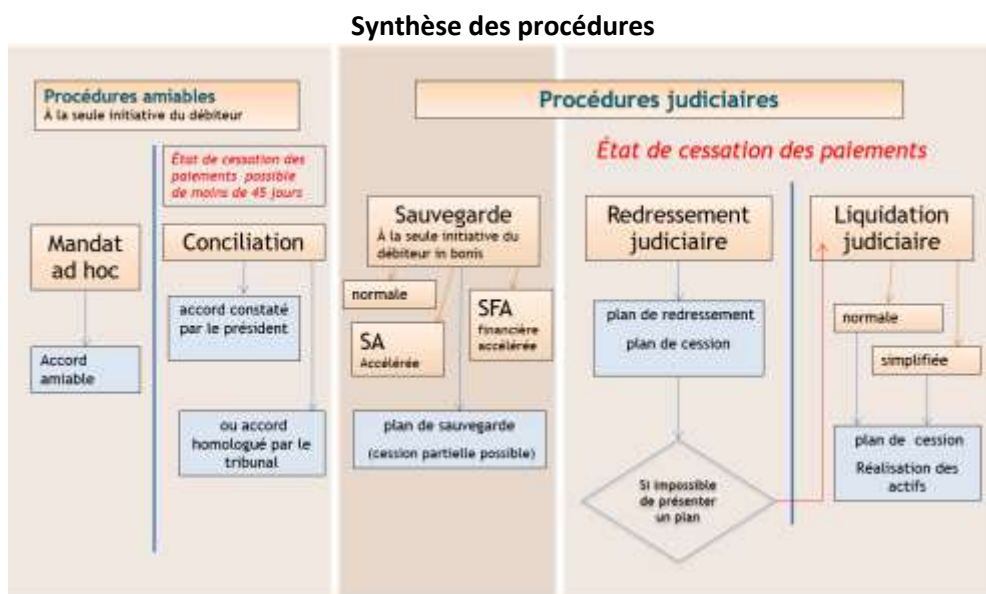 Synthèse des procédures
Procédures amiables
À la seule initiative du débiteur
Procédures judiciaires
État de cessation des
paiements possible
de moins de 45 jours
État de cessation des paiements
Mandat
ad hoc
Conciliation
Sauvegarde
À la seule initiative du
débiteur in bonis
Redressement
judiciaire
Liquidation
judiciaire
accord constaté
par le président
normale
SA
Accélérée
SFA
financière
accélérée
plan de redressement
plan de cession
normale
simplifiée
Accord
amiable
ou accord
homologué par le
tribunal
plan de sauvegarde
(cession partielle possible)
plan de cession
Réalisation des
actifs
Si impossible
de présenter
un plan